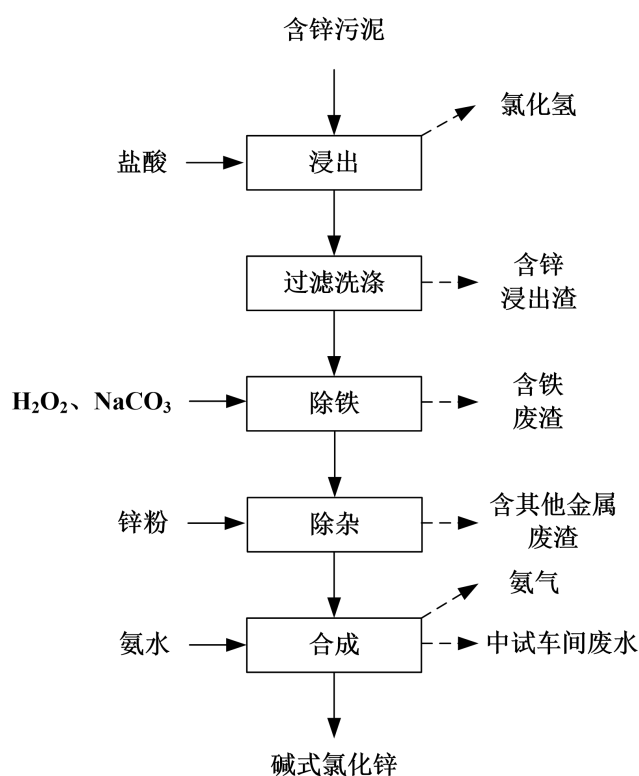 含锌污泥
氯化氢
盐酸
浸出
过滤洗涤
含锌
浸出渣
H₂O₂、NaCO₃
除铁
含铁
废渣
锌粉
除杂
含其他金属
废渣
氨气
氨水
合成
中试车间废水
碱式氯化锌